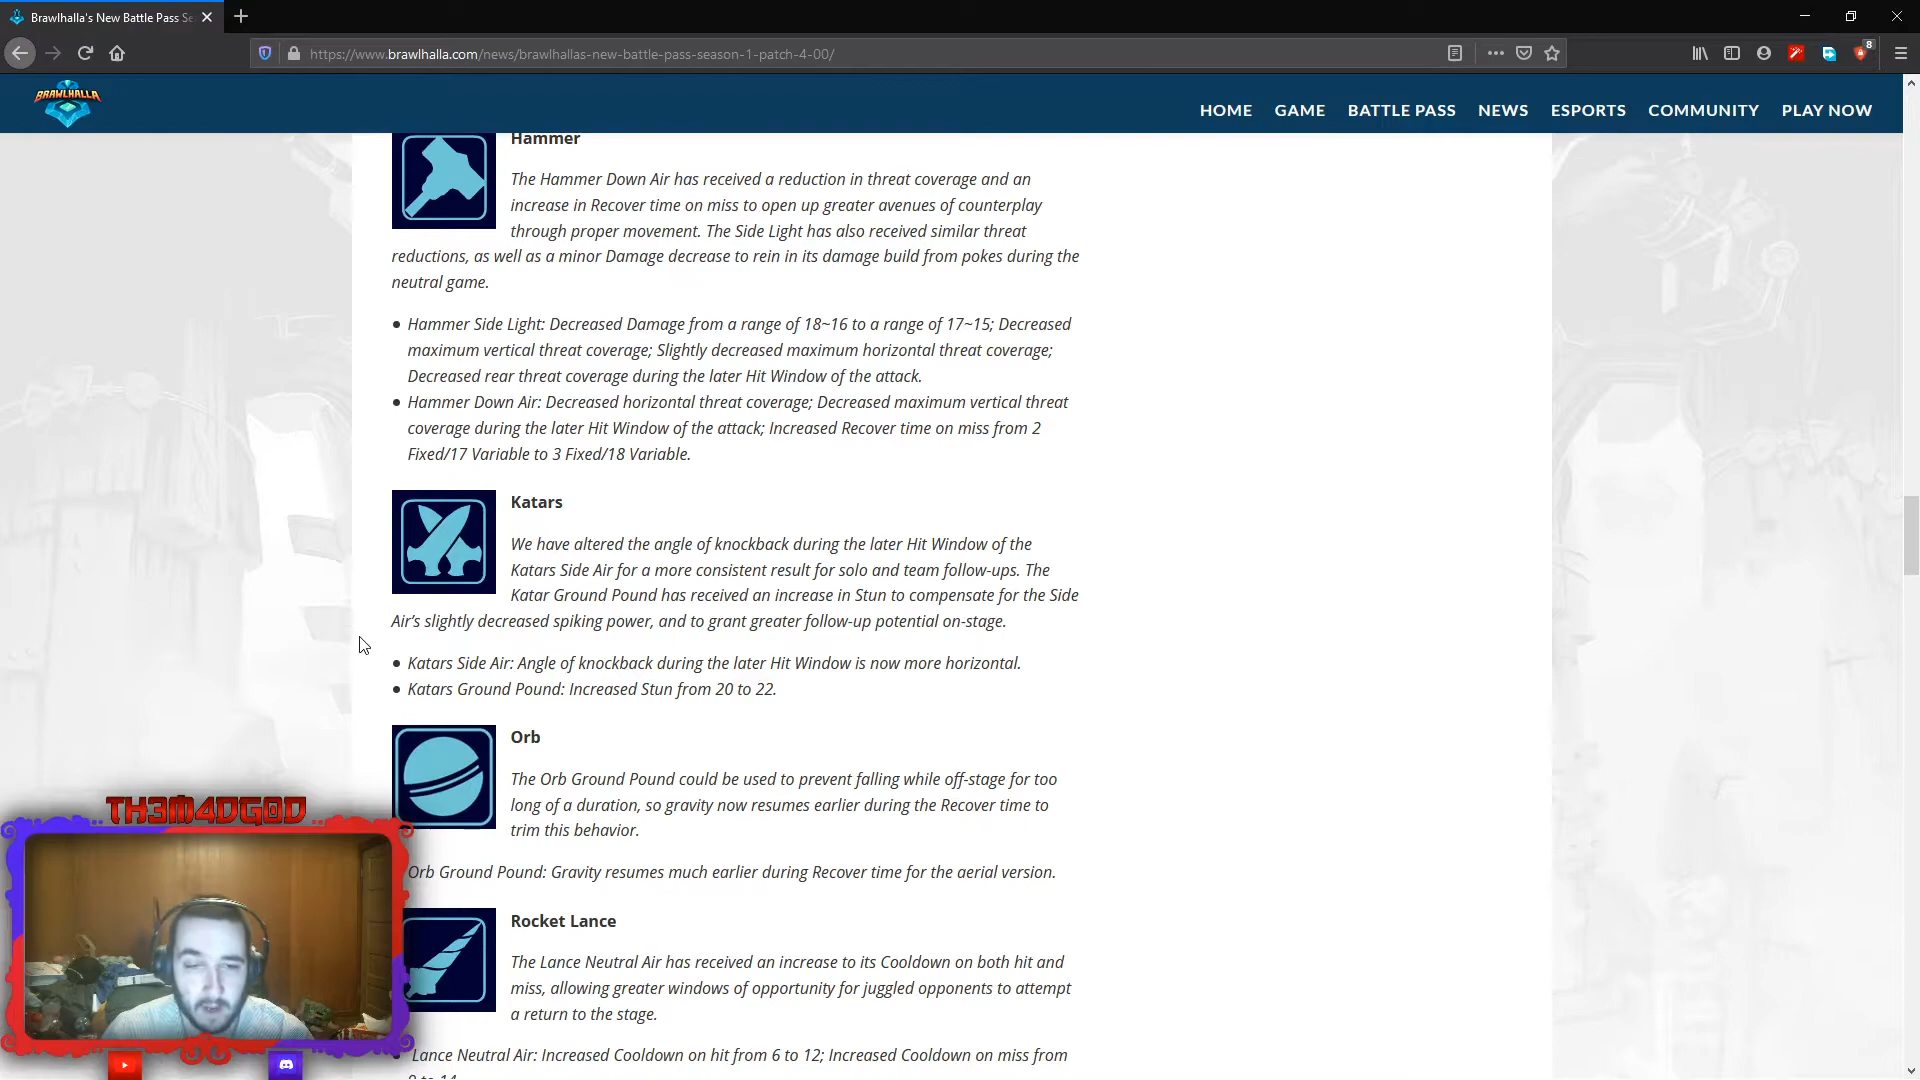 Brawlhalla's New Battle Pass Se
https://www.brawlhalla.com/news/brawlhallas-new-battle-pass-season-1-patch-4-00/
8
BRAWLHALLA
HOME GAME BATTLE PASS NEWS ESPORTS COMMUNITY PLAY NOW
Hammer
The Hammer Down Air has received a reduction in threat coverage and an
increase in Recover time on miss to open up greater avenues of counterplay
through proper movement. The Side Light has also received similar threat
reductions, as well as a minor Damage decrease to rein in its damage build from pokes during the
neutral game.
• Hammer Side Light: Decreased Damage from a range of 18~16 to a range of 17~15; Decreased
maximum vertical threat coverage; Slightly decreased maximum horizontal threat coverage;
Decreased rear threat coverage during the later Hit Window of the attack.
• Hammer Down Air: Decreased horizontal threat coverage; Decreased maximum vertical threat
coverage during the later Hit Window of the attack; Increased Recover time on miss from 2
Fixed/17 Variable to 3 Fixed/18 Variable.
Katars
We have altered the angle of knockback during the later Hit Window of the
Katars Side Air for a more consistent result for solo and team follow-ups. The
Katar Ground Pound has received an increase in Stun to compensate for the Side
Air's slightly decreased spiking power, and to grant greater follow-up potential on-stage.
• Katars Side Air: Angle of knockback during the later Hit Window is now more horizontal.
• Katars Ground Pound: Increased Stun from 20 to 22.
Orb
The Orb Ground Pound could be used to prevent falling while off-stage for too
long of a duration, so gravity now resumes earlier during the Recover time to
trim this behavior.
Orb Ground Pound: Gravity resumes much earlier during Recover time for the aerial version.
Rocket Lance
The Lance Neutral Air has received an increase to its Cooldown on both hit and
miss, allowing greater windows of opportunity for juggled opponents to attempt
a return to the stage.
• Lance Neutral Air: Increased Cooldown on hit from 6 to 12; Increased Cooldown on miss from
TH3M4DG0D